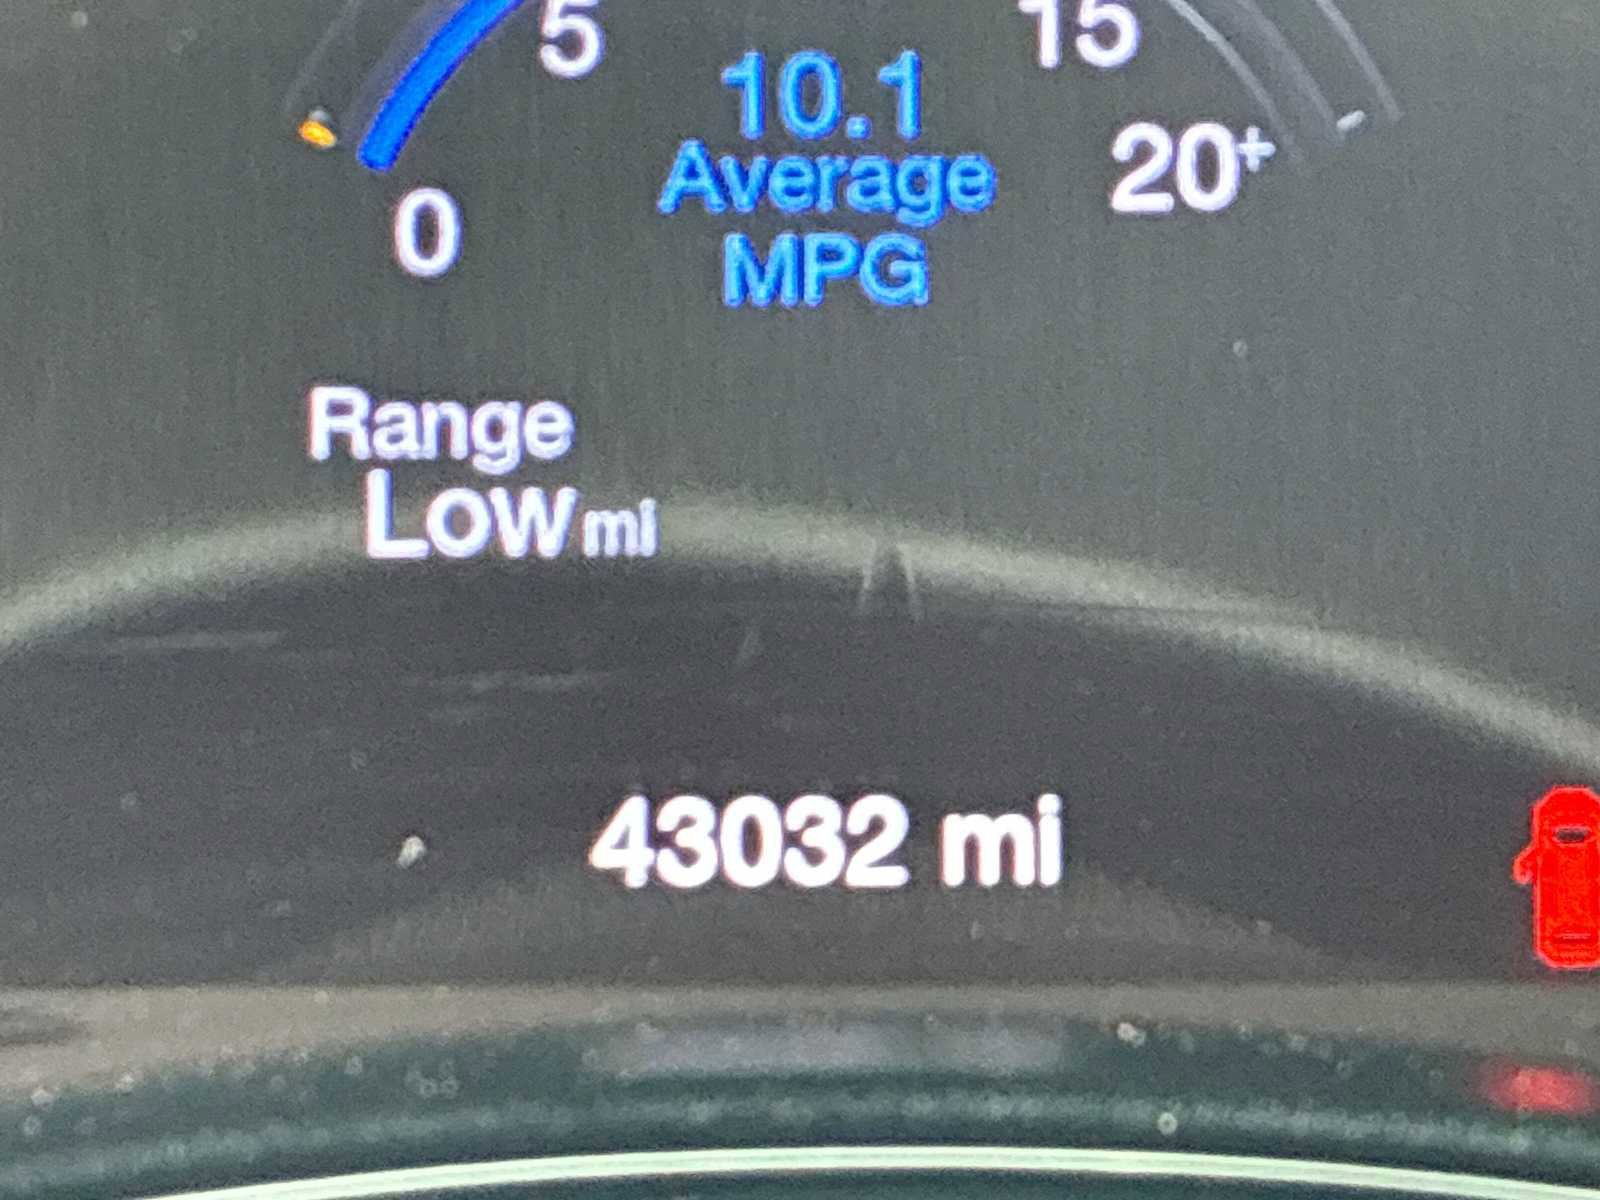 5 15
10.1
Average
MPG
0 20+
Range
LOW mi
43032 mi